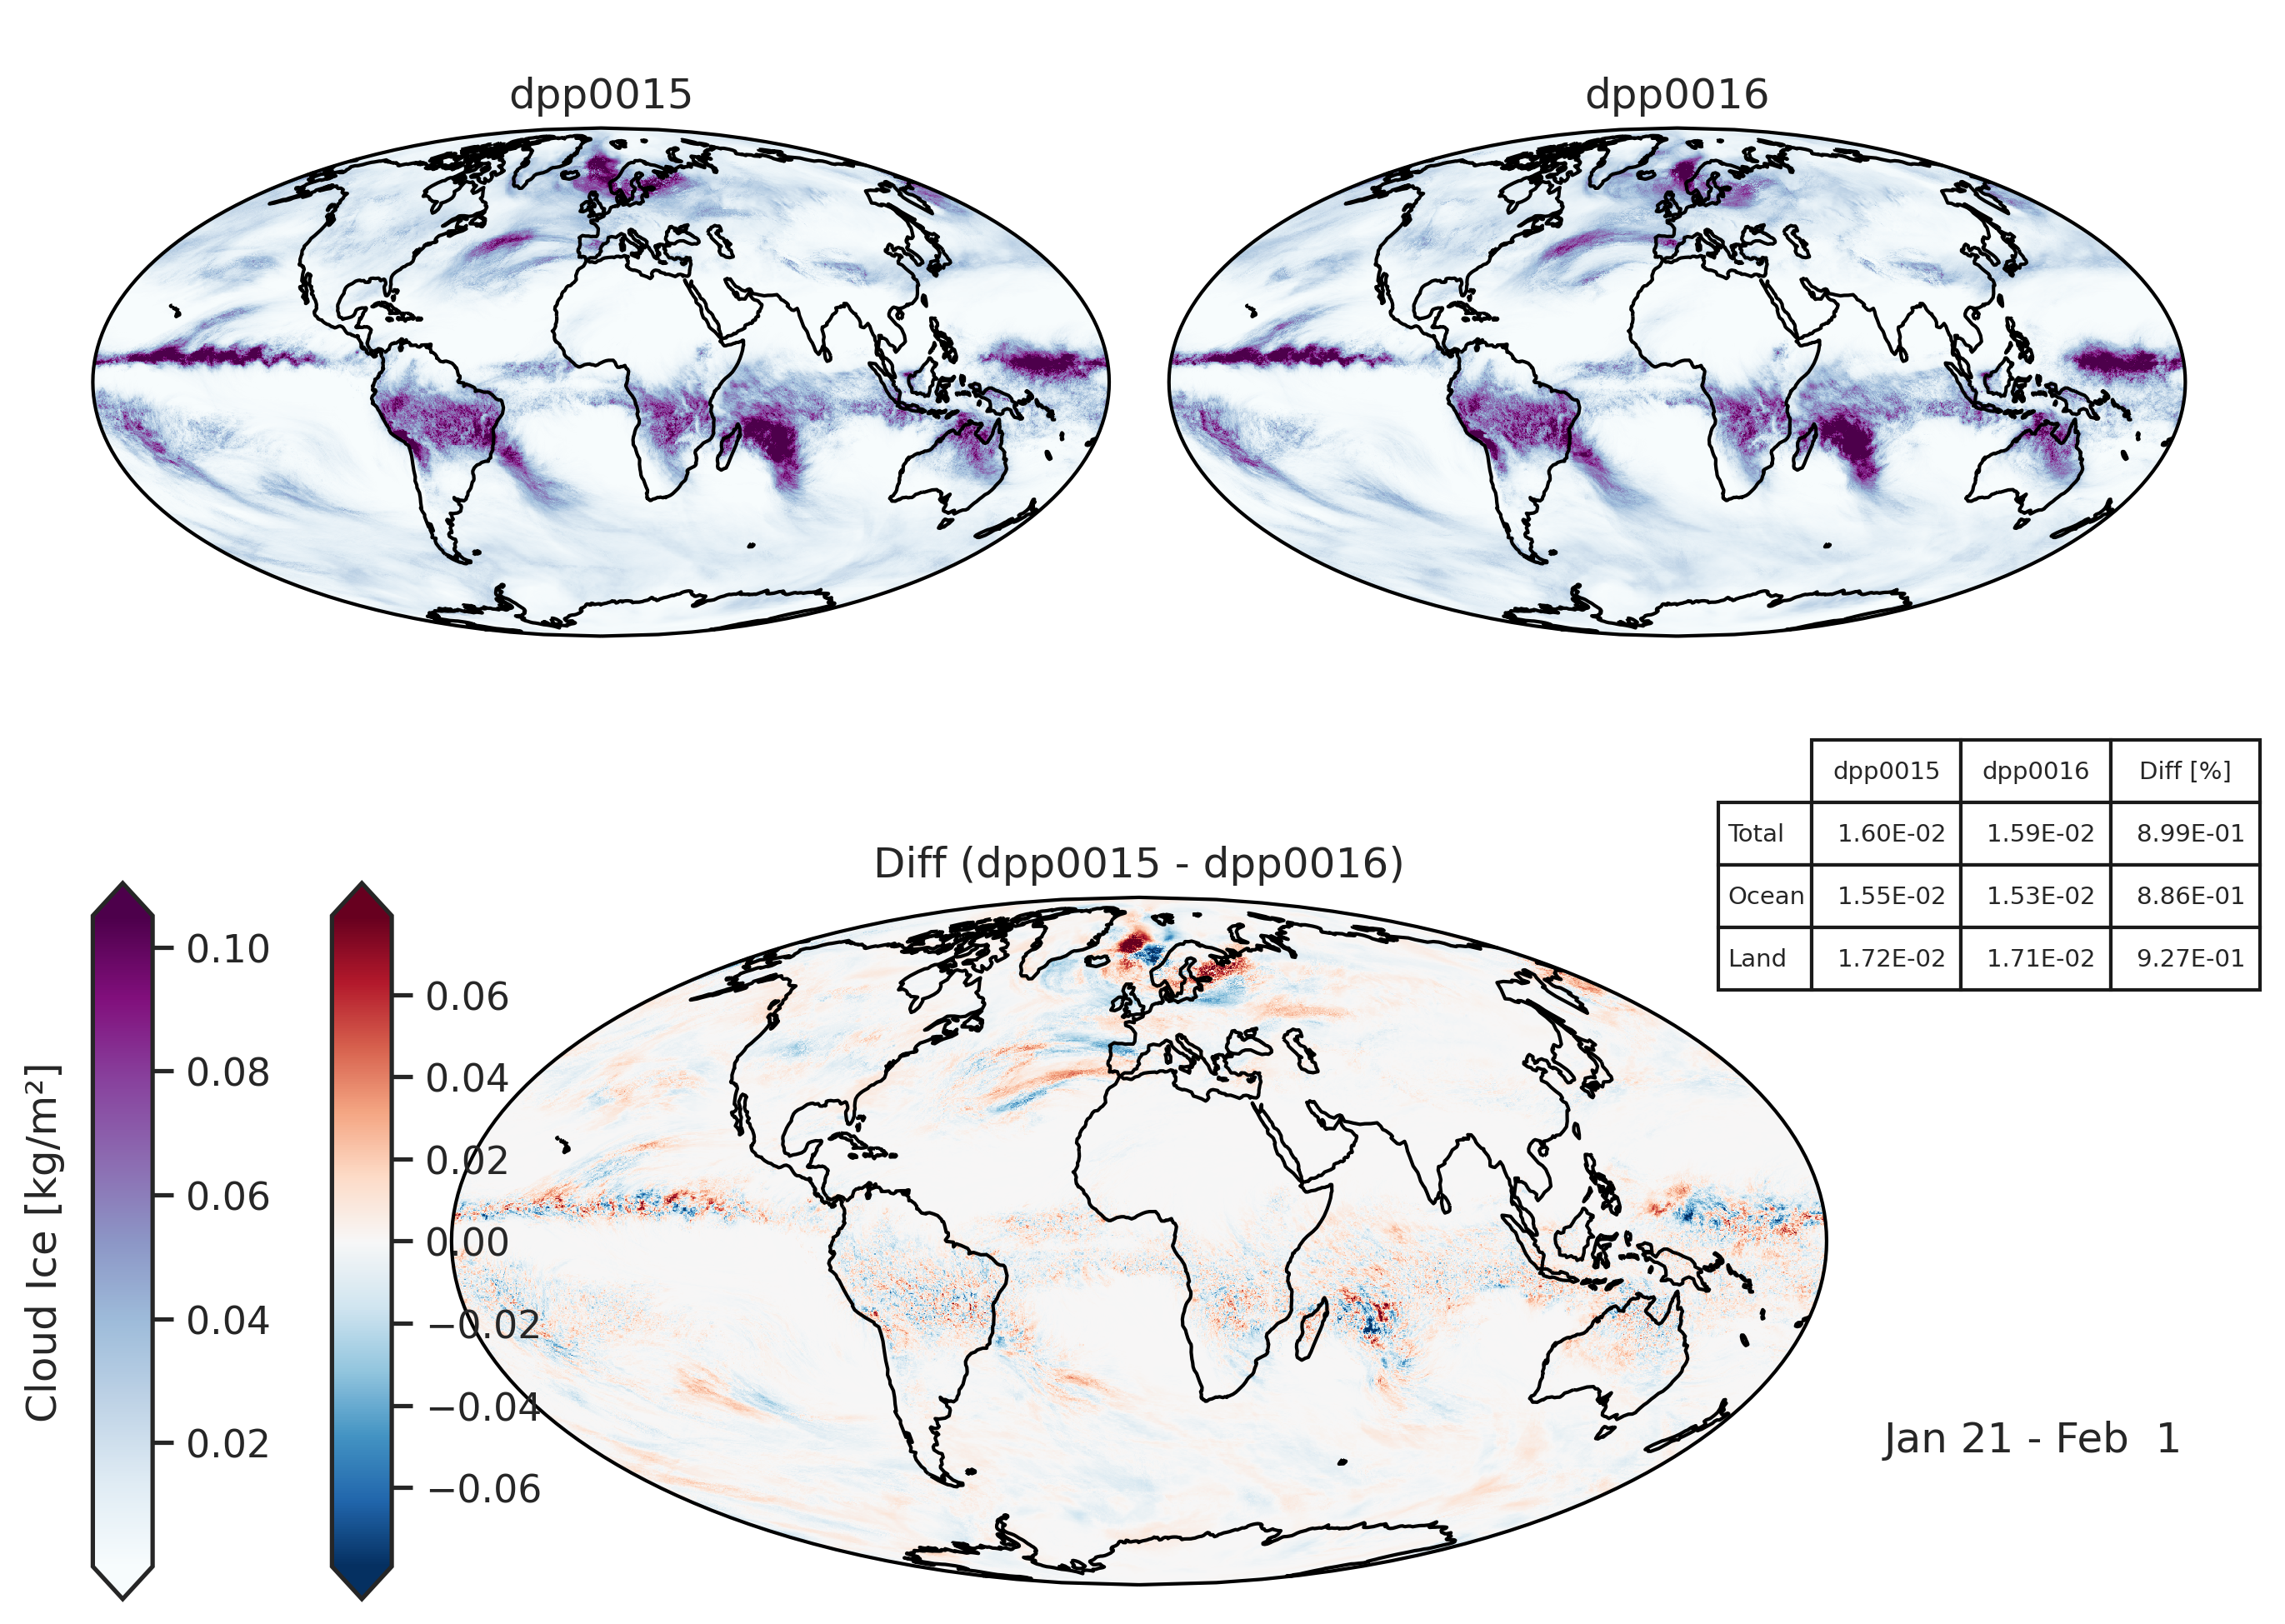 dpp0015
dpp0016
dpp0015 dpp0016 Diff [%]
Total 1.60E-02 1.59E-02 8.99E-01
Ocean 1.55E-02 1.53E-02 8.86E-01
Land 1.72E-02 1.71E-02 9.27E-01
Diff (dpp0015 - dpp0016)
Cloud Ice [kg/m²]
0.10
0.08
0.06
0.04
0.02
0.06
0.04
0.02
0.00
−0.02
−0.04
−0.06
Jan 21 - Feb  1